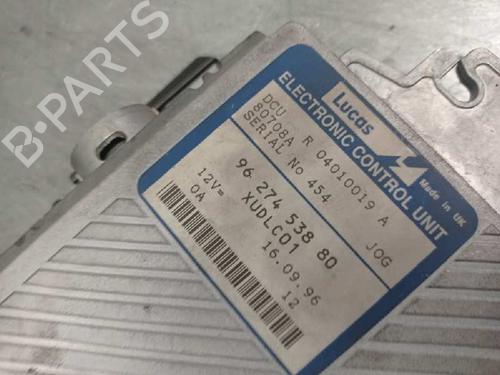 Lucas
Made in UK
ELECTRONIC CONTROL UNIT
DCU R 04010019 A
80708A JOG
SERIAL No 454
96 274 538 80
12V= XUDLC01
0A 16.09.96
12
B-PARTS